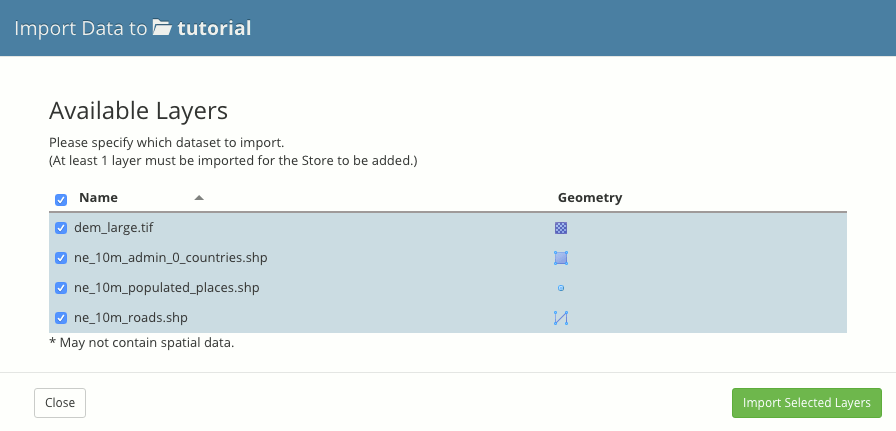 Import Data to tutorial
Available Layers
Please specify which dataset to import.
(At least 1 layer must be imported for the Store to be added.)
Name Geometry
dem_large.tif
ne_10m_admin_0_countries.shp
ne_10m_populated_places.shp
ne_10m_roads.shp
* May not contain spatial data.
Close Import Selected Layers